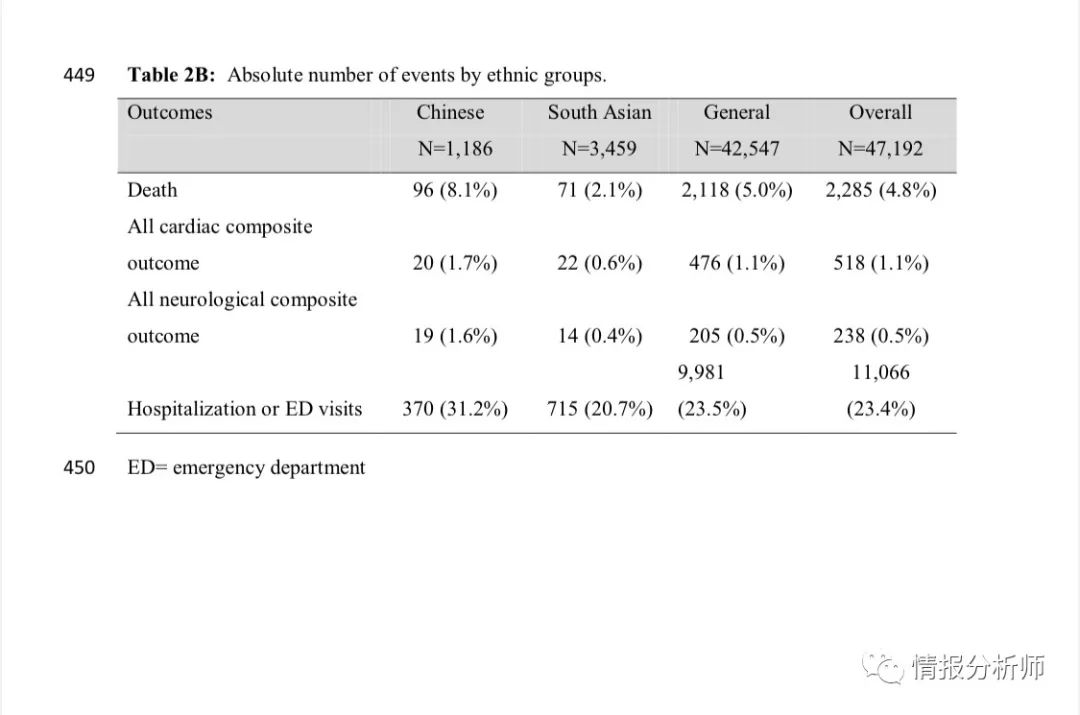 449 Table 2B: Absolute number of events by ethnic groups.
Outcomes Chinese South Asian General Overall
N=1,186 N=3,459 N=42,547 N=47,192
Death 96 (8.1%) 71 (2.1%) 2,118 (5.0%) 2,285 (4.8%)
All cardiac composite
outcome 20 (1.7%) 22 (0.6%) 476 (1.1%) 518 (1.1%)
All neurological composite
outcome 19 (1.6%) 14 (0.4%) 205 (0.5%) 238 (0.5%)
9,981 11,066
Hospitalization or ED visits 370 (31.2%) 715 (20.7%) (23.5%) (23.4%)
450 ED= emergency department
情报分析师